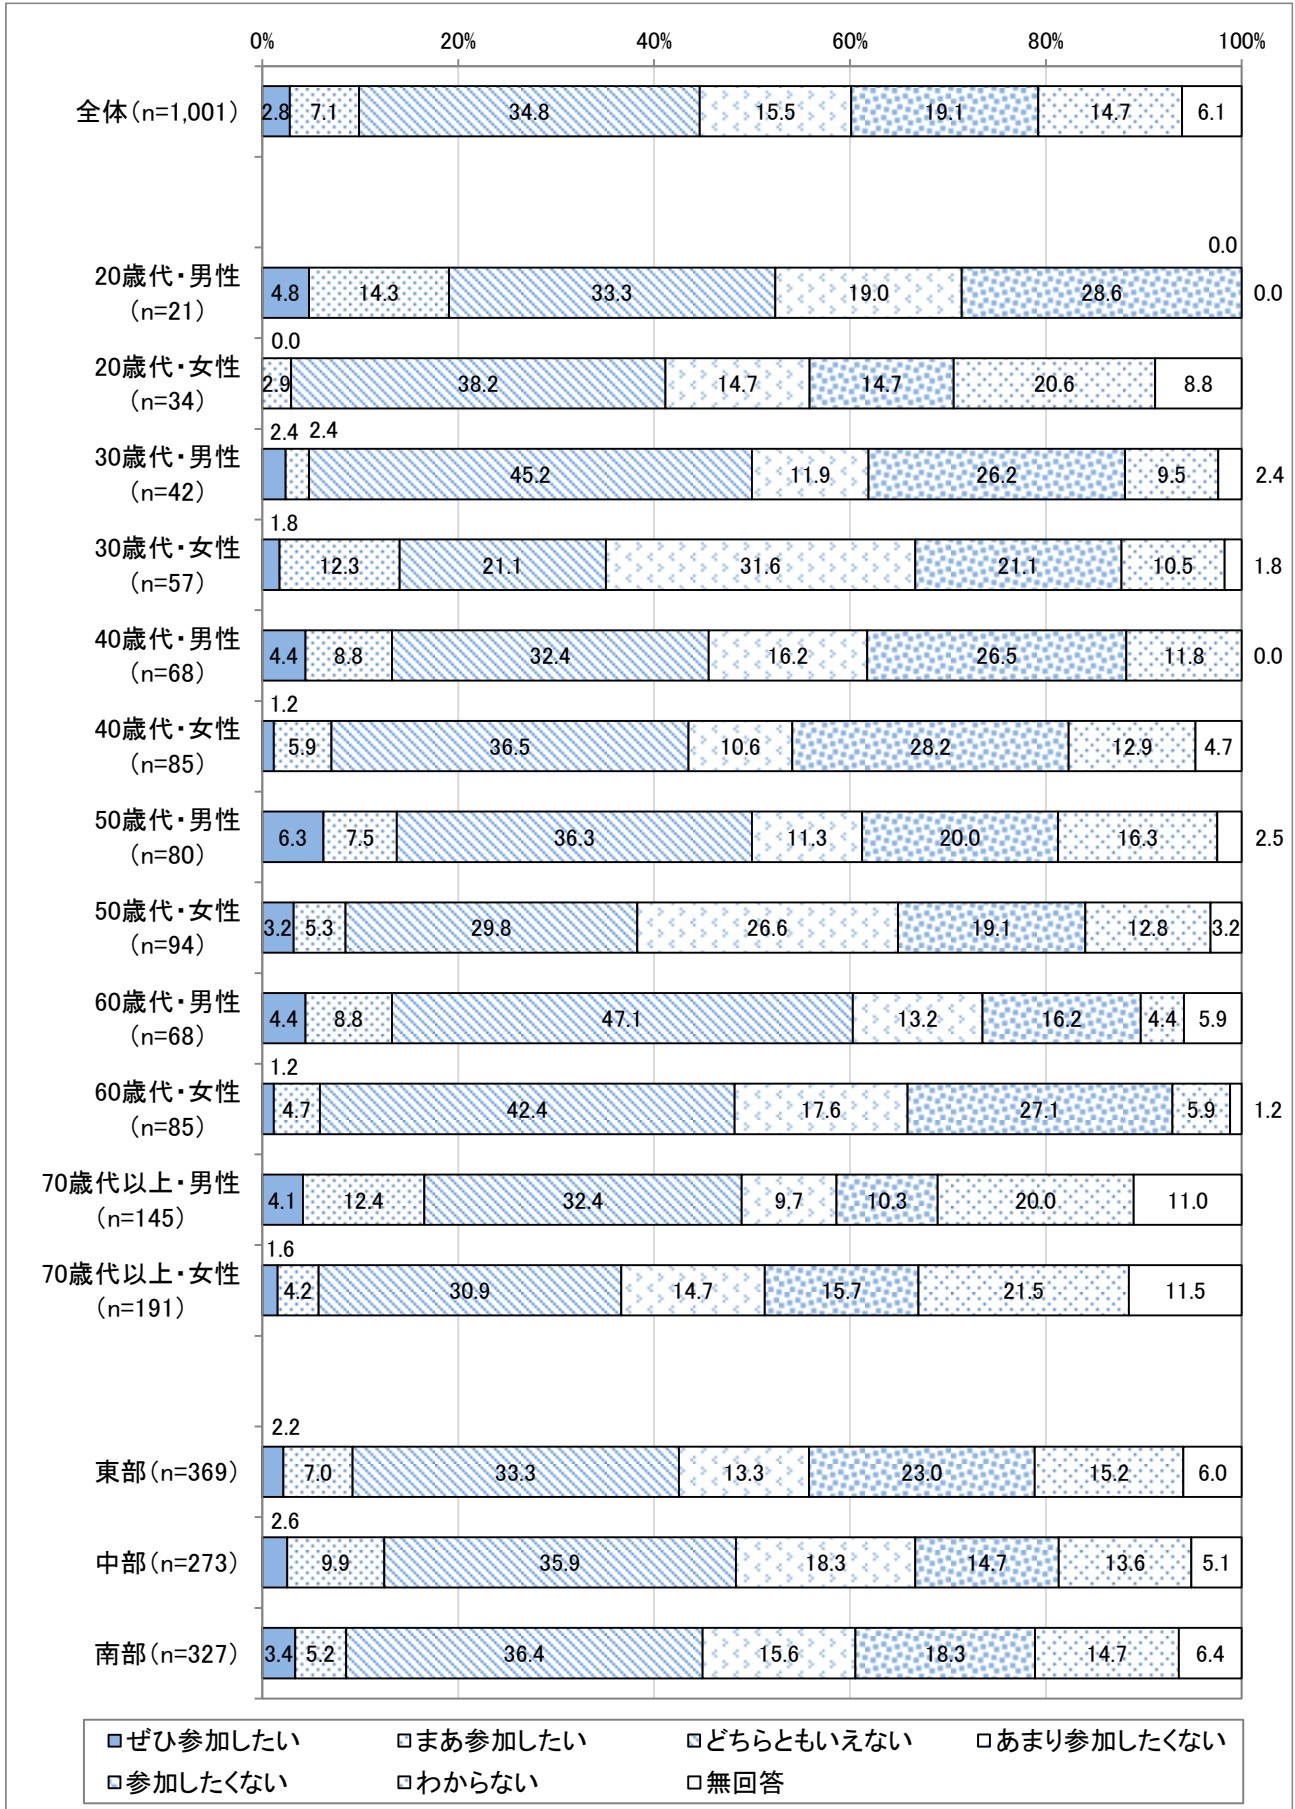 0% 20% 40% 60% 80% 100%
全体(n=1,001) 2.8 7.1 34.8 15.5 19.1 14.7 6.1
0.0
20歳代・男性
(n=21) 4.8 14.3 33.3 19.0 28.6 0.0
0.0
20歳代・女性
(n=34) 2.9 38.2 14.7 14.7 20.6 8.8
2.4 2.4
30歳代・男性
(n=42) 45.2 11.9 26.2 9.5 2.4
1.8
30歳代・女性
(n=57) 12.3 21.1 31.6 21.1 10.5 1.8
40歳代・男性
(n=68) 4.4 8.8 32.4 16.2 26.5 11.8 0.0
1.2
40歳代・女性
(n=85) 5.9 36.5 10.6 28.2 12.9 4.7
50歳代・男性
(n=80) 6.3 7.5 36.3 11.3 20.0 16.3 2.5
50歳代・女性
(n=94) 3.2 5.3 29.8 26.6 19.1 12.8 3.2
60歳代・男性
(n=68) 4.4 8.8 47.1 13.2 16.2 4.4 5.9
1.2
60歳代・女性
(n=85) 4.7 42.4 17.6 27.1 5.9 1.2
70歳代以上・男性
(n=145) 4.1 12.4 32.4 9.7 10.3 20.0 11.0
1.6
70歳代以上・女性
(n=191) 4.2 30.9 14.7 15.7 21.5 11.5
2.2
東部(n=369) 7.0 33.3 13.3 23.0 15.2 6.0
2.6
中部(n=273) 9.9 35.9 18.3 14.7 13.6 5.1
南部(n=327) 3.4 5.2 36.4 15.6 18.3 14.7 6.4
ぜひ参加したい まあ参加したい どちらともいえない あまり参加したくない
参加したくない わからない 無回答